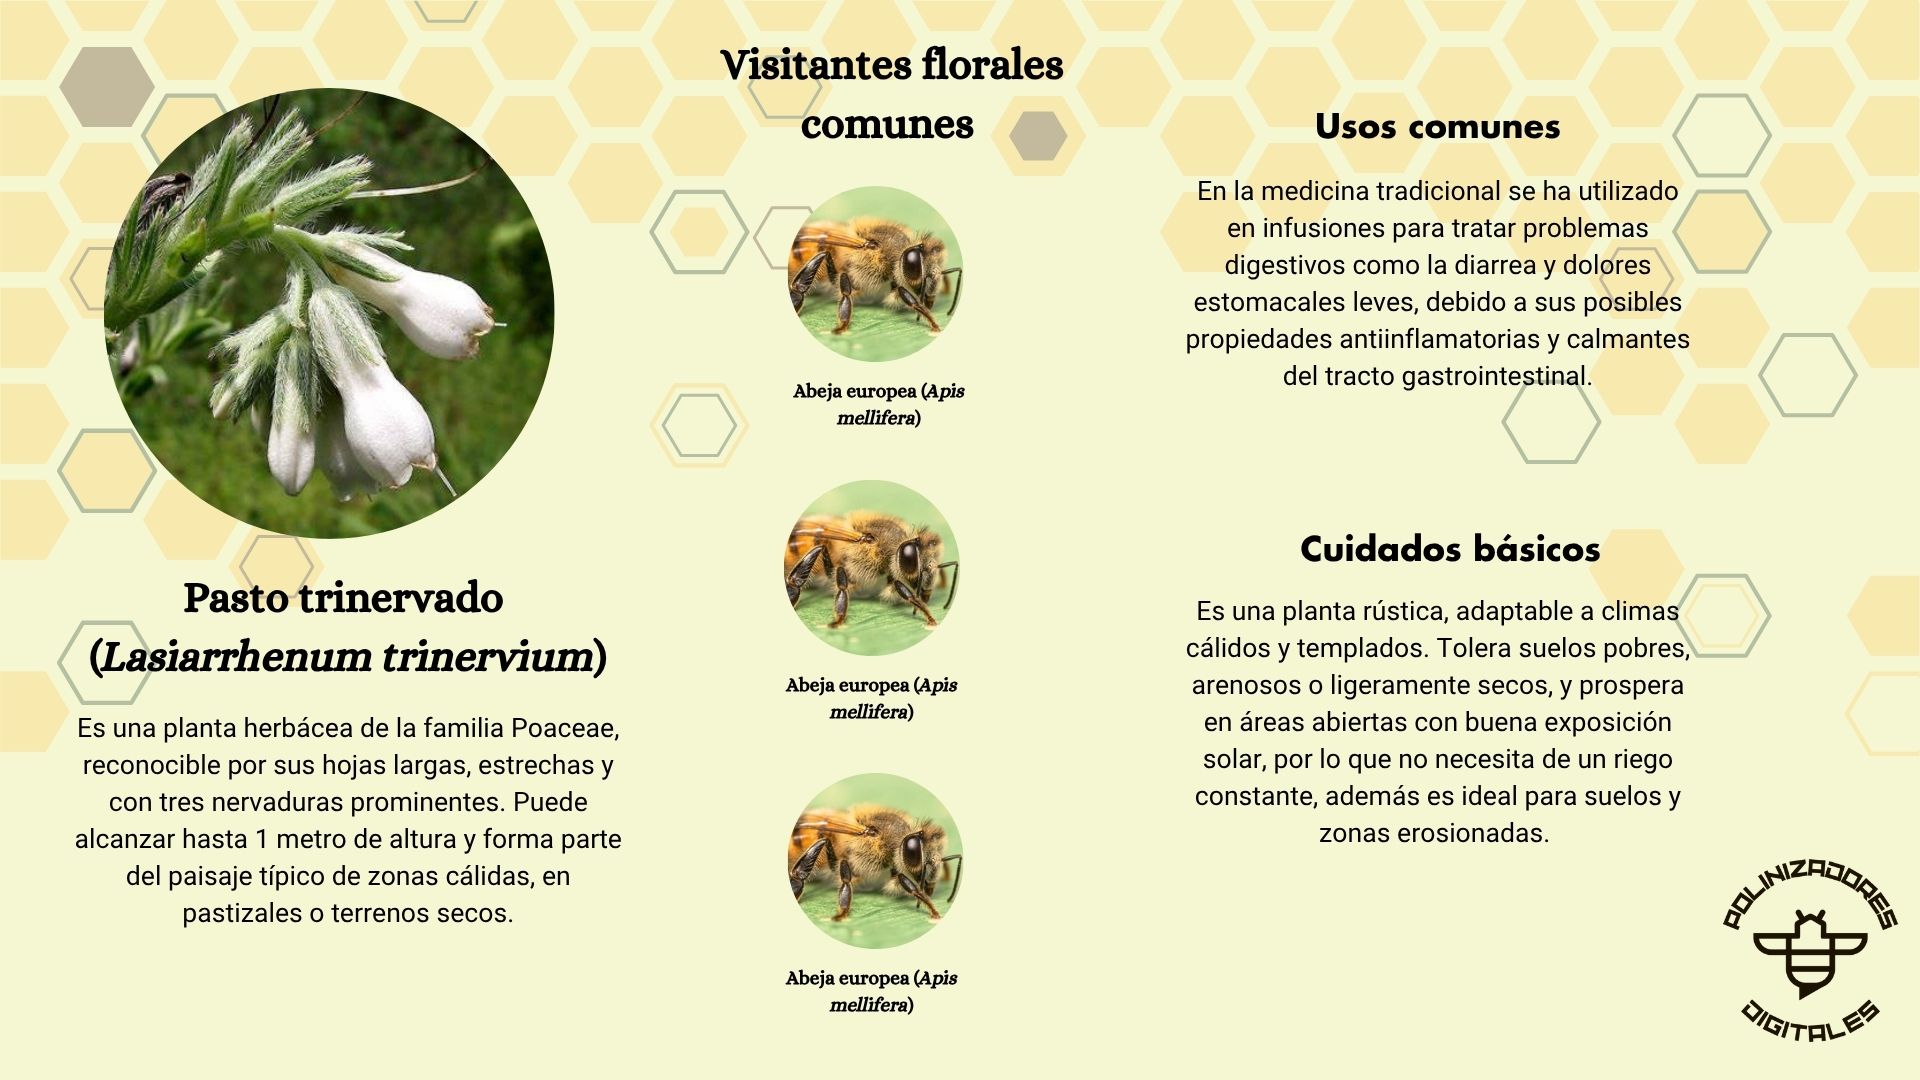 Pasto trinervado
(Lasiarrhenum trinervium)
Es una planta herbácea de la familia Poaceae,
reconocible por sus hojas largas, estrechas y
con tres nervaduras prominentes. Puede
alcanzar hasta 1 metro de altura y forma parte
del paisaje típico de zonas cálidas, en
pastizales o terrenos secos.
Visitantes florales
comunes
Abeja europea (Apis
mellifera)
Abeja europea (Apis
mellifera)
Abeja europea (Apis
mellifera)
Usos comunes
En la medicina tradicional se ha utilizado
en infusiones para tratar problemas
digestivos como la diarrea y dolores
estomacales leves, debido a sus posibles
propiedades antiinflamatorias y calmantes
del tracto gastrointestinal.
Cuidados básicos
Es una planta rústica, adaptable a climas
cálidos y templados. Tolera suelos pobres,
arenosos o ligeramente secos, y prospera
en áreas abiertas con buena exposición
solar, por lo que no necesita de un riego
constante, además es ideal para suelos y
zonas erosionadas.
POLINIZADORES
DIGITALES